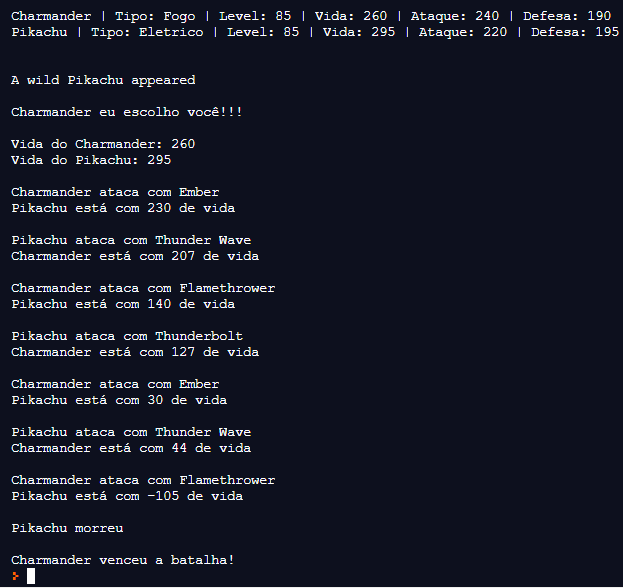 Charmander | Tipo: Fogo | Level: 85 | Vida: 260 | Ataque: 240 | Defesa: 190
Pikachu | Tipo: Eletrico | Level: 85 | Vida: 295 | Ataque: 220 | Defesa: 195
A wild Pikachu appeared
Charmander eu escolho você!!!
Vida do Charmander: 260
Vida do Pikachu: 295
Charmander ataca com Ember
Pikachu está com 230 de vida
Pikachu ataca com Thunder Wave
Charmander está com 207 de vida
Charmander ataca com Flamethrower
Pikachu está com 140 de vida
Pikachu ataca com Thunderbolt
Charmander está com 127 de vida
Charmander ataca com Ember
Pikachu está com 30 de vida
Pikachu ataca com Thunder Wave
Charmander está com 44 de vida
Charmander ataca com Flamethrower
Pikachu está com -105 de vida
Pikachu morreu
Charmander venceu a batalha!